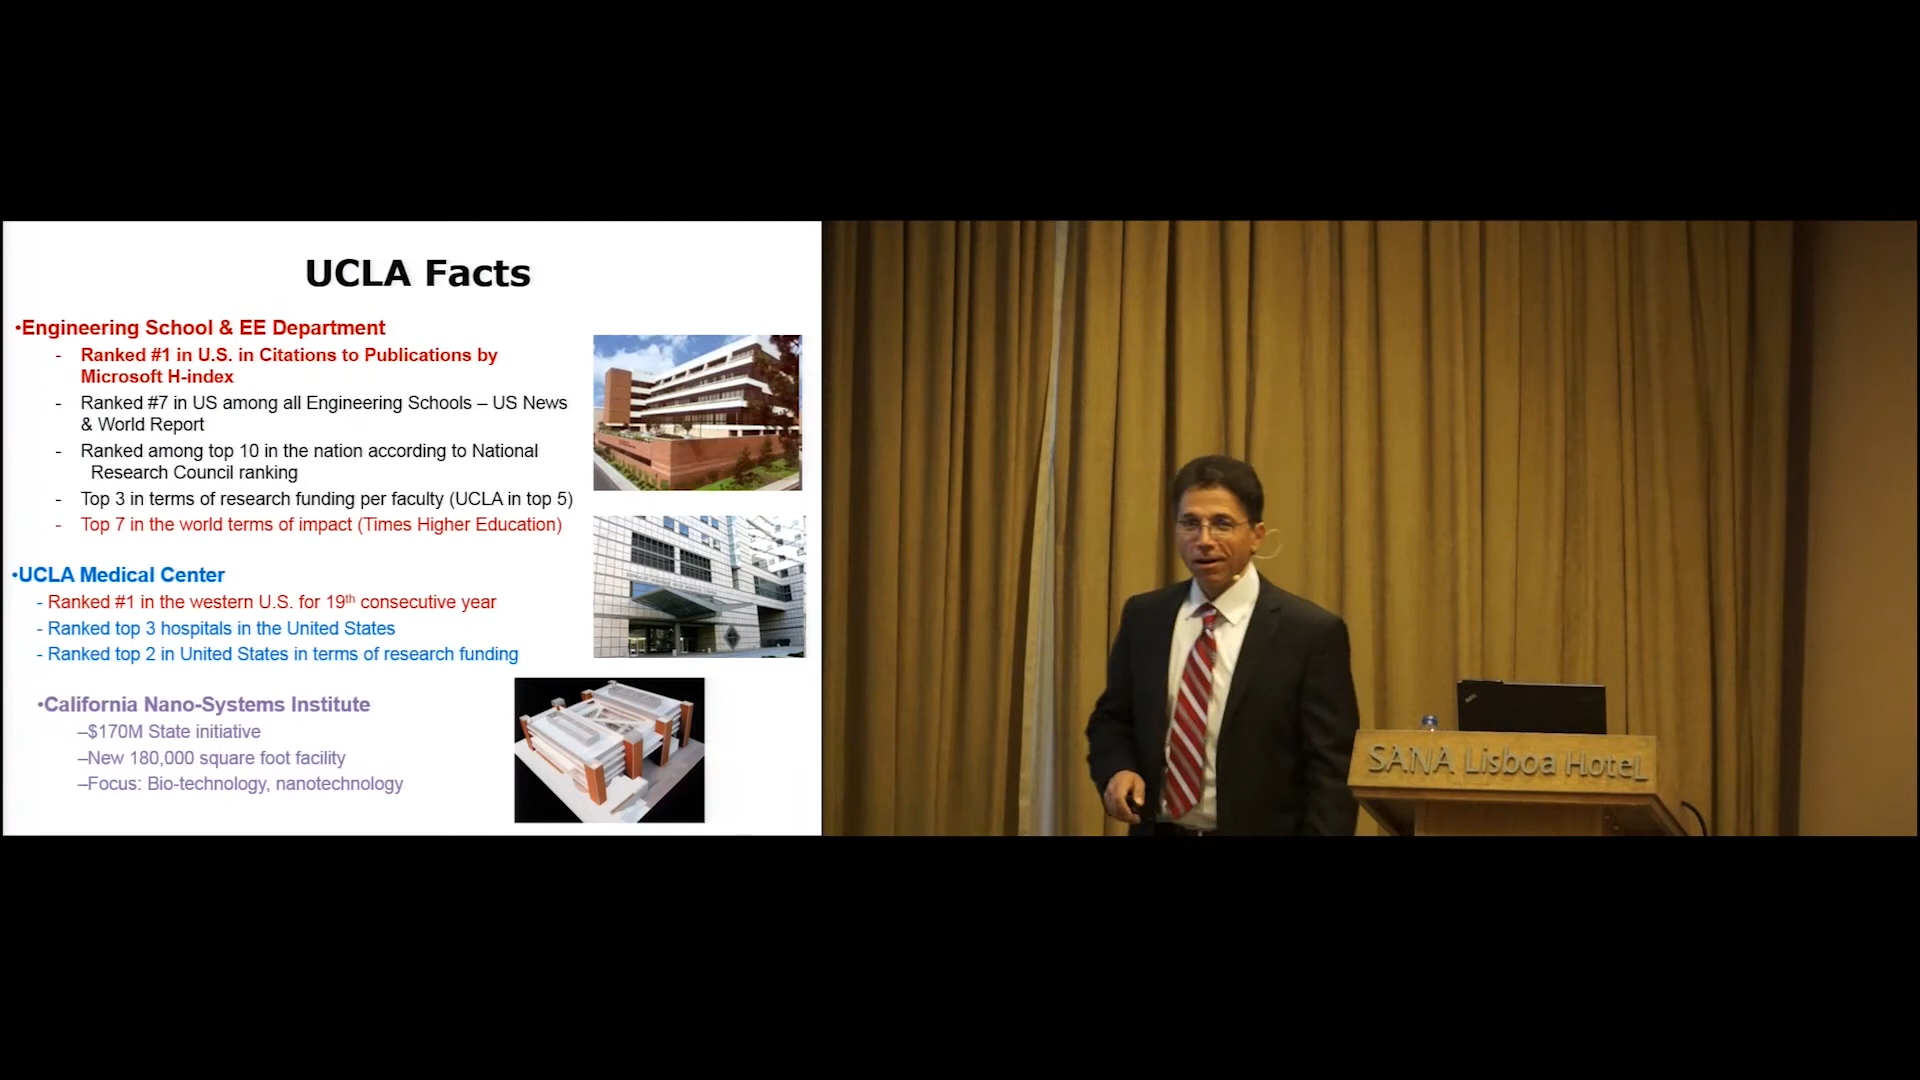 UCLA Facts
•Engineering School & EE Department
- Ranked #1 in U.S. in Citations to Publications by
Microsoft H-index
- Ranked #7 in US among all Engineering Schools – US News
& World Report
- Ranked among top 10 in the nation according to National
Research Council ranking
- Top 3 in terms of research funding per faculty (UCLA in top 5)
- Top 7 in the world terms of impact (Times Higher Education)
•UCLA Medical Center
- Ranked #1 in the western U.S. for 19th consecutive year
- Ranked top 3 hospitals in the United States
- Ranked top 2 in United States in terms of research funding
•California Nano-Systems Institute
–$170M State initiative
–New 180,000 square foot facility
–Focus: Bio-technology, nanotechnology
SANA Lisboa HoteL